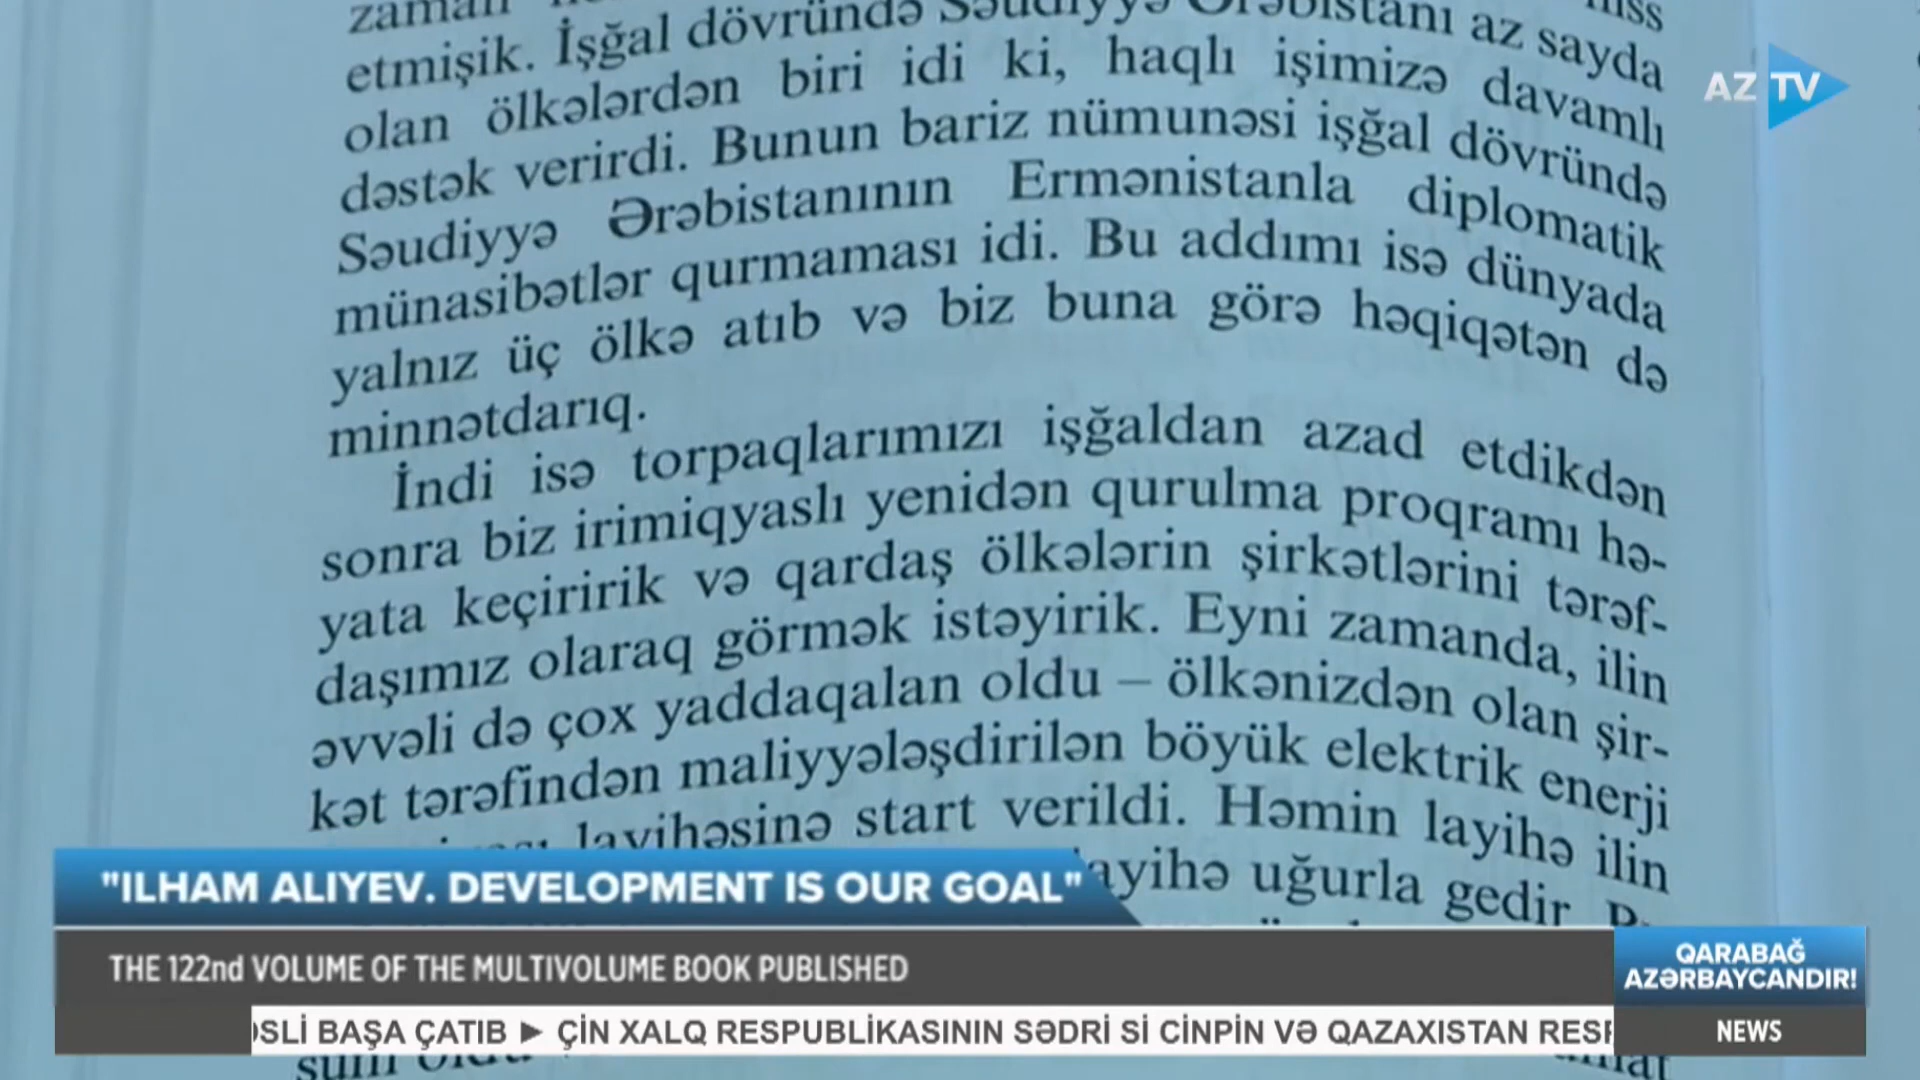 zaman
etmişik. İşğal dövründə Səudiyyə Ərəbistanı az sayda
olan ölkələrdən biri idi ki, haqlı işimizə davamlı
dəstək verirdi. Bunun bariz nümunəsi işğal dövründə
Səudiyyə Ərəbistanının Ermənistanla diplomatik
münasibətlər qurmaması idi. Bu addımı isə dünyada
yalnız üç ölkə atıb və biz buna görə həqiqətən də
minnətdarıq.
İndi isə torpaqlarımızı işğaldan azad etdikdən
sonra biz irimiqyaslı yenidən qurulma proqramı hə-
yata keçiririk və qardaş ölkələrin şirkətlərini tərəf-
daşımız olaraq görmək istəyirik. Eyni zamanda, ilin
əvvəli də çox yaddaqalan oldu – ölkənizdən olan şir-
kət tərəfindən maliyyələşdirilən böyük elektrik enerji
layihəsinə start verildi. Həmin layihə ilin
layihə uğurla gedir.
AZTV
"ILHAM ALIYEV. DEVELOPMENT IS OUR GOAL"
THE 122nd VOLUME OF THE MULTIVOLUME BOOK PUBLISHED
QARABAĞ
AZƏRBAYCANDIR!
BAŞA ÇATIB ► ÇİN XALQ RESPUBLİKASININ SƏDRİ Sİ CİNPİN VƏ QAZAXISTAN
NEWS